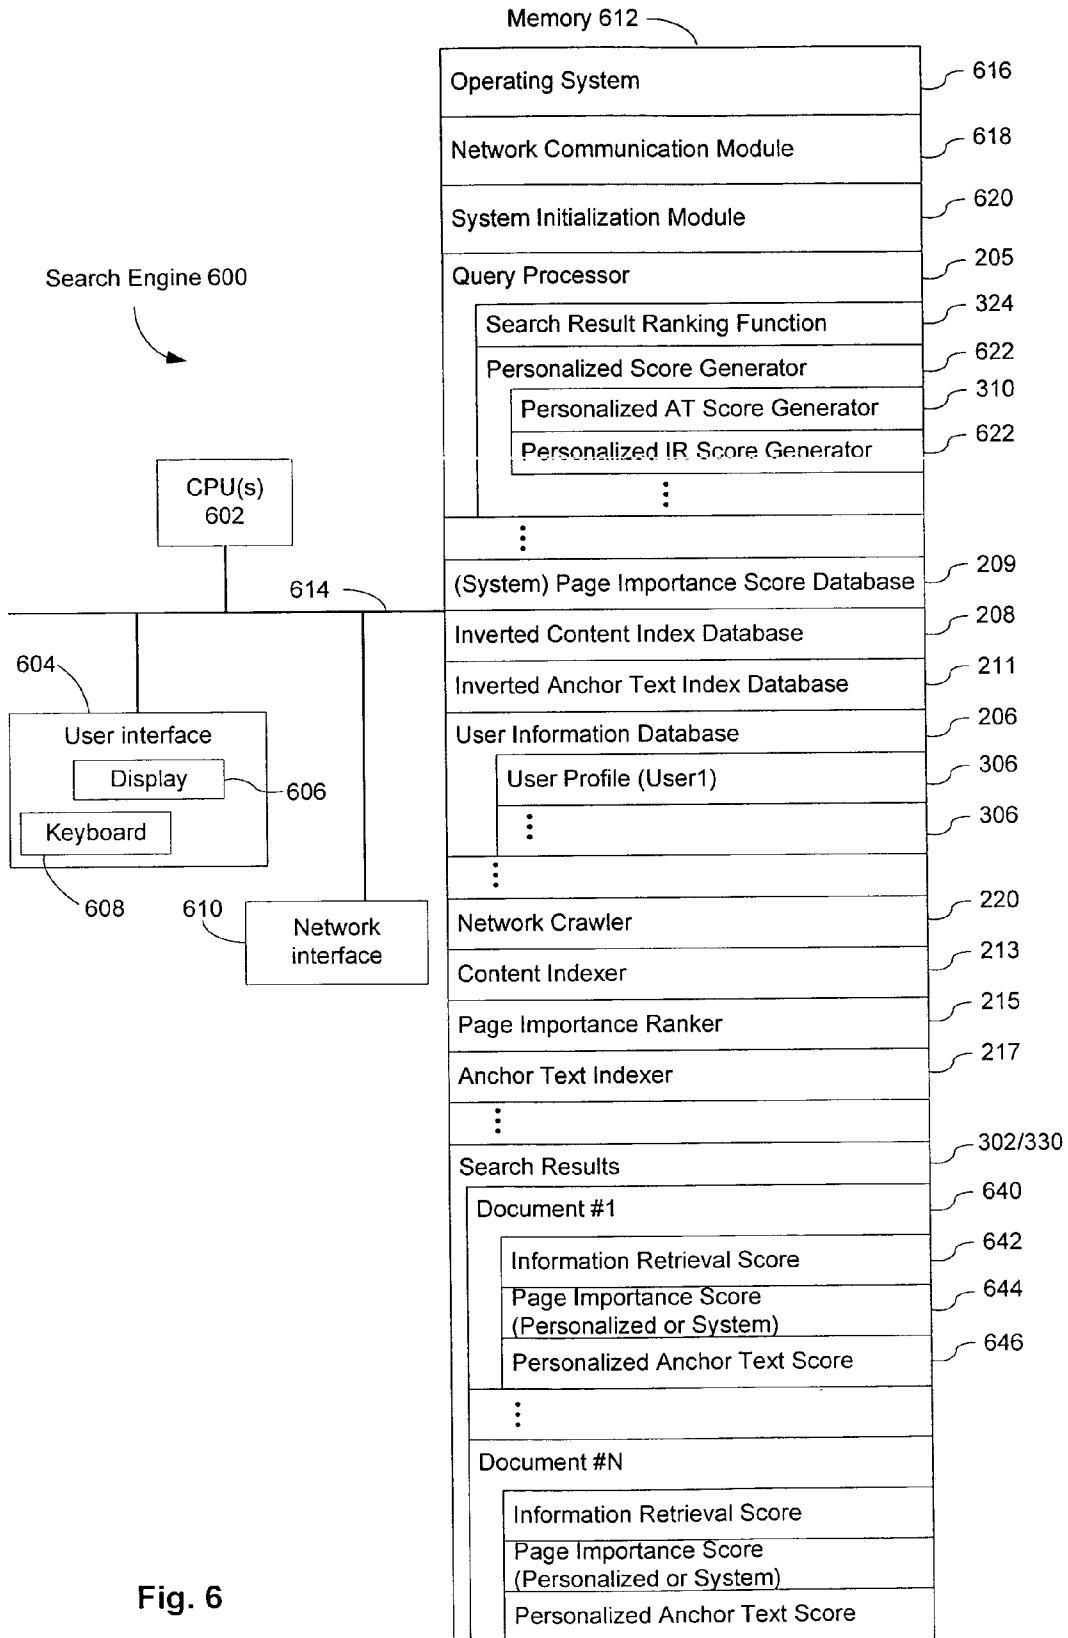 Memory 612
Operating System
616
Network Communication Module
618
System Initialization Module
620
Search Engine 600
Query Processor
205
Search Result Ranking Function
324
Personalized Score Generator
622
Personalized AT Score Generator
310
Personalized IR Score Generator
622
CPU(s)
602
614
(System) Page Importance Score Database
209
Inverted Content Index Database
208
Inverted Anchor Text Index Database
211
User Information Database
206
User Profile (User1)
306
306
604
User interface
Display
606
Keyboard
608
610
Network
interface
Network Crawler
220
Content Indexer
213
Page Importance Ranker
215
Anchor Text Indexer
217
Search Results
302/330
Document #1
640
Information Retrieval Score
642
Page Importance Score
(Personalized or System)
644
Personalized Anchor Text Score
646
Document #N
Information Retrieval Score
Page Importance Score
(Personalized or System)
Personalized Anchor Text Score
Fig. 6